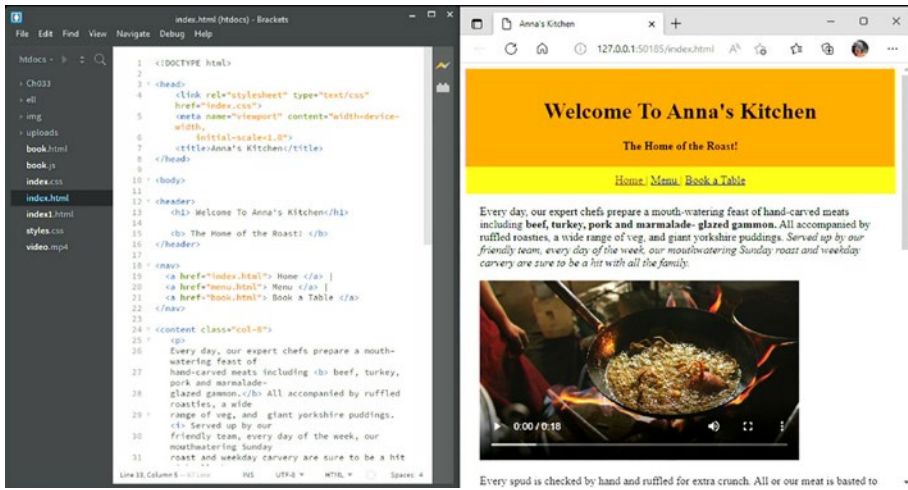 index.html (htdocs) - Brackets
File Edit Find View Navigate Debug Help
htdocs
Ch033
ell
img
uploads
book.html
book.js
index.css
index.html
index1.html
styles.css
video.mp4
1 <!DOCTYPE html>
2
3 <head>
4 <link rel="stylesheet" type="text/css"
href="index.css">
5 <meta name="viewport" content="width=device-
width,
6 initial-scale=1.0">
7 <title>Anna's Kitchen</title>
8 </head>
9
10 <body>
11
12 <header>
13 <h1> Welcome To Anna's Kitchen</h1>
14
15 <b> The Home of the Roast! </b>
16 </header>
17
18 <nav>
19 <a href="index.html"> Home </a> |
20 <a href="menu.html"> Menu </a> |
21 <a href="book.html"> Book a Table </a>
22 </nav>
23
24 <content class="col-8">
25 <p>
26 Every day, our expert chefs prepare a mouth-
watering feast of
27 hand-carved meats including <b> beef, turkey,
pork and marmalade-
28 glazed gammon.</b> All accompanied by ruffled
roasties, a wide
29 range of veg, and giant yorkshire puddings.
<i> Served up by our
30 friendly team, every day of the week, our
mouthwatering Sunday
31 roast and weekday carvery are sure to be a hit
Line 33, Column 5
INS UTF-8 HTML Spaces: 4
Anna's Kitchen
127.0.0.1:50185/index.html
Welcome To Anna's Kitchen
The Home of the Roast!
Home | Menu | Book a Table
Every day, our expert chefs prepare a mouth-watering feast of hand-carved meats
including beef, turkey, pork and marmalade- glazed gammon. All accompanied by
ruffled roasties, a wide range of veg, and giant yorkshire puddings. Served up by our
friendly team, every day of the week, our mouthwatering Sunday roast and weekday
carvery are sure to be a hit with all the family.
0:00 / 0:18
Every spud is checked by hand and ruffled for extra crunch. All or our meat is basted to